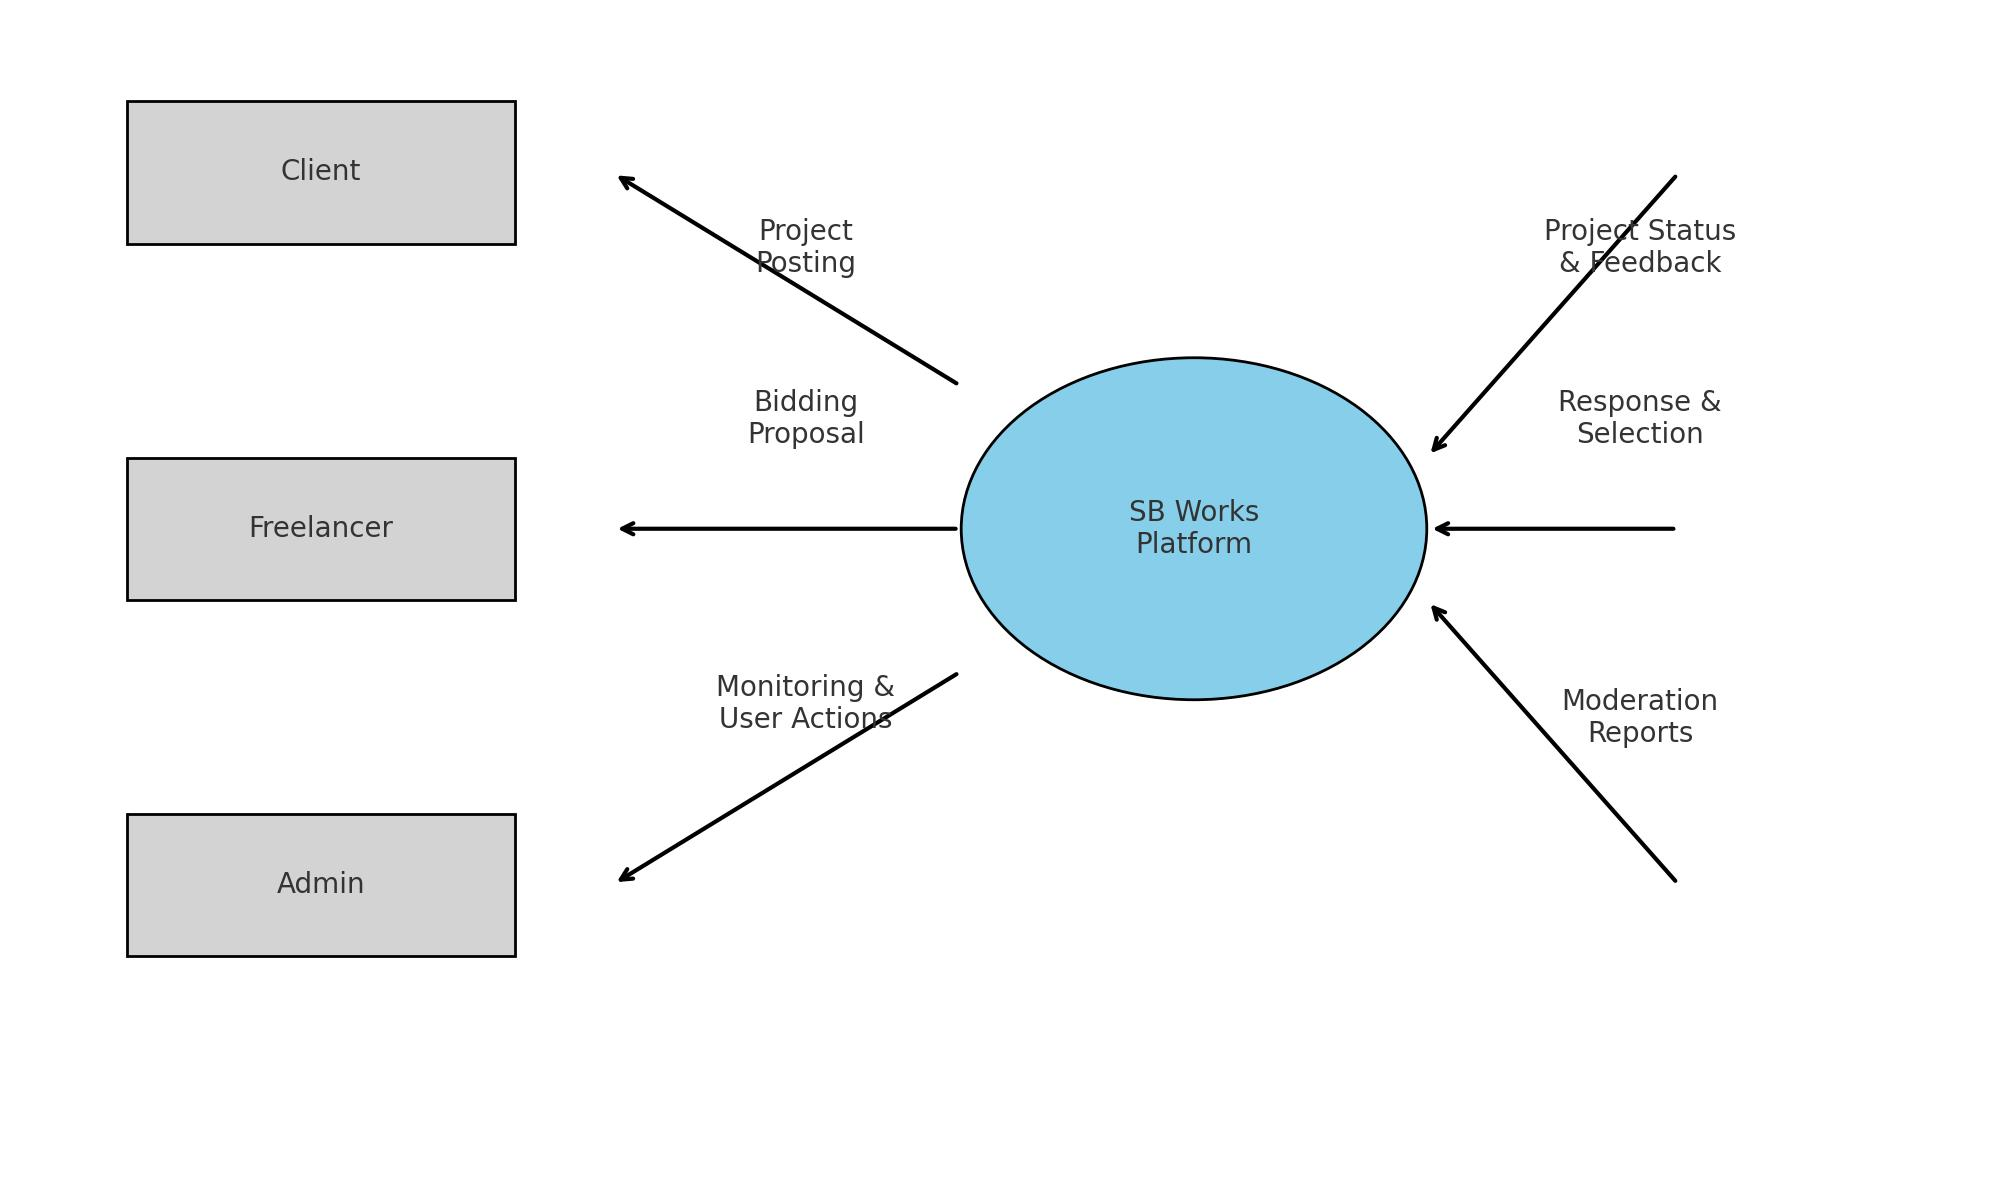 Client
Project
Posting
Project Status
& Feedback
Bidding
Proposal
Response &
Selection
Freelancer
SB Works
Platform
Monitoring &
User Actions
Moderation
Reports
Admin